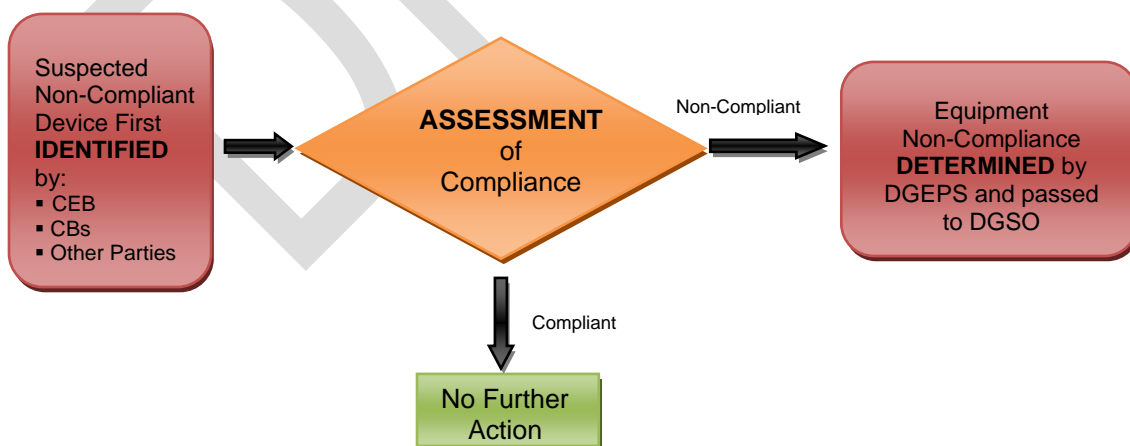 Suspected
Non-Compliant
Device First
IDENTIFIED
by:
▪ CEB
▪ CBs
▪ Other Parties
ASSESSMENT
of
Compliance
Non-Compliant
Equipment
Non-Compliance
DETERMINED by
DGEPS and passed
to DGSO
Compliant
No Further
Action